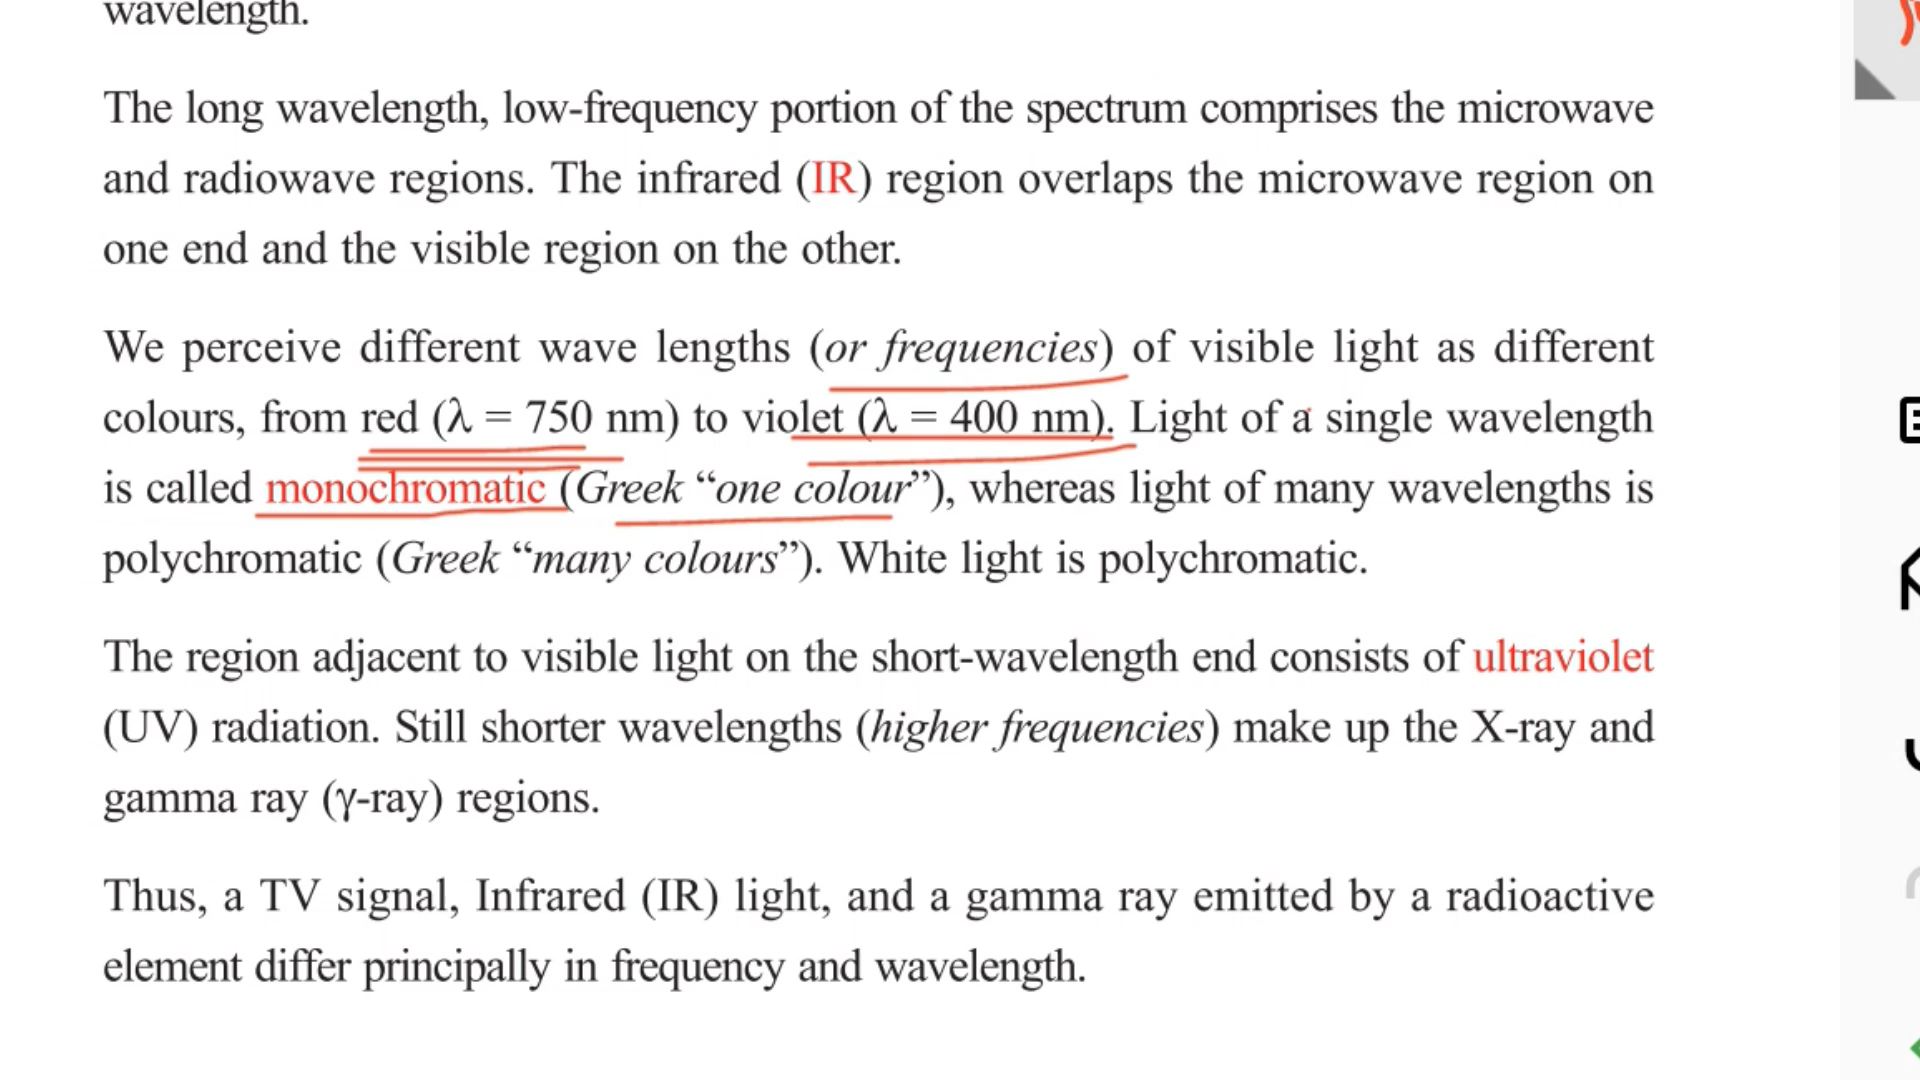 wavelength.
The long wavelength, low-frequency portion of the spectrum comprises the microwave
and radiowave regions. The infrared (IR) region overlaps the microwave region on
one end and the visible region on the other.
We perceive different wave lengths (or frequencies) of visible light as different
colours, from red (λ = 750 nm) to violet (λ = 400 nm). Light of a single wavelength
is called monochromatic (Greek “one colour”), whereas light of many wavelengths is
polychromatic (Greek “many colours”). White light is polychromatic.
The region adjacent to visible light on the short-wavelength end consists of ultraviolet
(UV) radiation. Still shorter wavelengths (higher frequencies) make up the X-ray and
gamma ray (γ-ray) regions.
Thus, a TV signal, Infrared (IR) light, and a gamma ray emitted by a radioactive
element differ principally in frequency and wavelength.